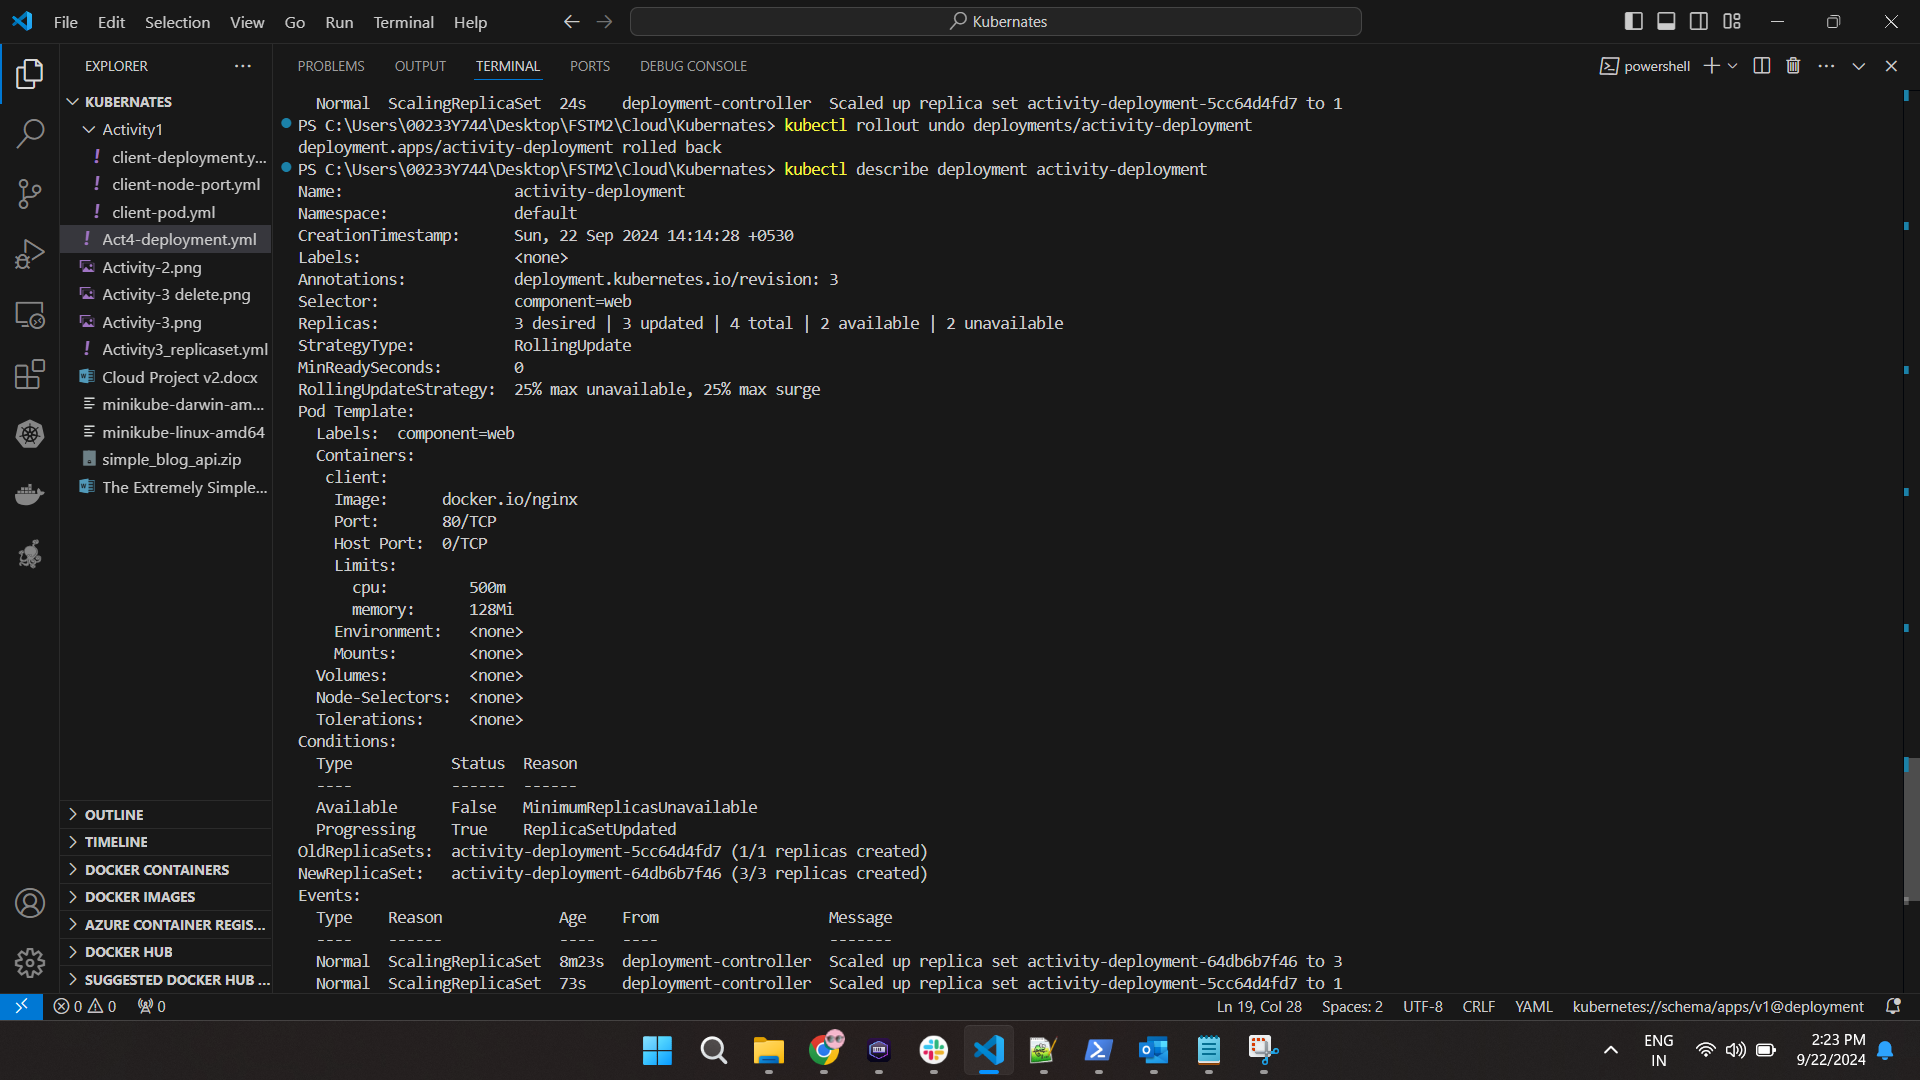 File Edit Selection View Go Run Terminal Help
Kubernates
EXPLORER
KUBERNATES
Activity1
client-deployment.y...
client-node-port.yml
client-pod.yml
Act4-deployment.yml
Activity-2.png
Activity-3 delete.png
Activity-3.png
Activity3_replicaset.yml
Cloud Project v2.docx
minikube-darwin-am...
minikube-linux-amd64
simple_blog_api.zip
The Extremely Simple...
OUTLINE
TIMELINE
DOCKER CONTAINERS
DOCKER IMAGES
AZURE CONTAINER REGIS...
DOCKER HUB
SUGGESTED DOCKER HUB ...
PROBLEMS OUTPUT TERMINAL PORTS DEBUG CONSOLE
powershell
Normal ScalingReplicaSet 24s deployment-controller Scaled up replica set activity-deployment-5cc64d4fd7 to 1
PS C:\Users\00233Y744\Desktop\FSTM2\Cloud\Kubernates> kubectl rollout undo deployments/activity-deployment
deployment.apps/activity-deployment rolled back
PS C:\Users\00233Y744\Desktop\FSTM2\Cloud\Kubernates> kubectl describe deployment activity-deployment
Name: activity-deployment
Namespace: default
CreationTimestamp: Sun, 22 Sep 2024 14:14:28 +0530
Labels: <none>
Annotations: deployment.kubernetes.io/revision: 3
Selector: component=web
Replicas: 3 desired | 3 updated | 4 total | 2 available | 2 unavailable
StrategyType: RollingUpdate
MinReadySeconds: 0
RollingUpdateStrategy: 25% max unavailable, 25% max surge
Pod Template:
Labels: component=web
Containers:
client:
Image: docker.io/nginx
Port: 80/TCP
Host Port: 0/TCP
Limits:
cpu: 500m
memory: 128Mi
Environment: <none>
Mounts: <none>
Volumes: <none>
Node-Selectors: <none>
Tolerations: <none>
Conditions:
Type Status Reason
---- ------ ------
Available False MinimumReplicasUnavailable
Progressing True ReplicaSetUpdated
OldReplicaSets: activity-deployment-5cc64d4fd7 (1/1 replicas created)
NewReplicaSet: activity-deployment-64db6b7f46 (3/3 replicas created)
Events:
Type Reason Age From Message
---- ------ ---- ---- -------
Normal ScalingReplicaSet 8m23s deployment-controller Scaled up replica set activity-deployment-64db6b7f46 to 3
Normal ScalingReplicaSet 73s deployment-controller Scaled up replica set activity-deployment-5cc64d4fd7 to 1
0 0 0 Ln 19, Col 28 Spaces: 2 UTF-8 CRLF YAML kubernetes://schema/apps/v1@deployment
ENG
IN
2:23 PM
9/22/2024